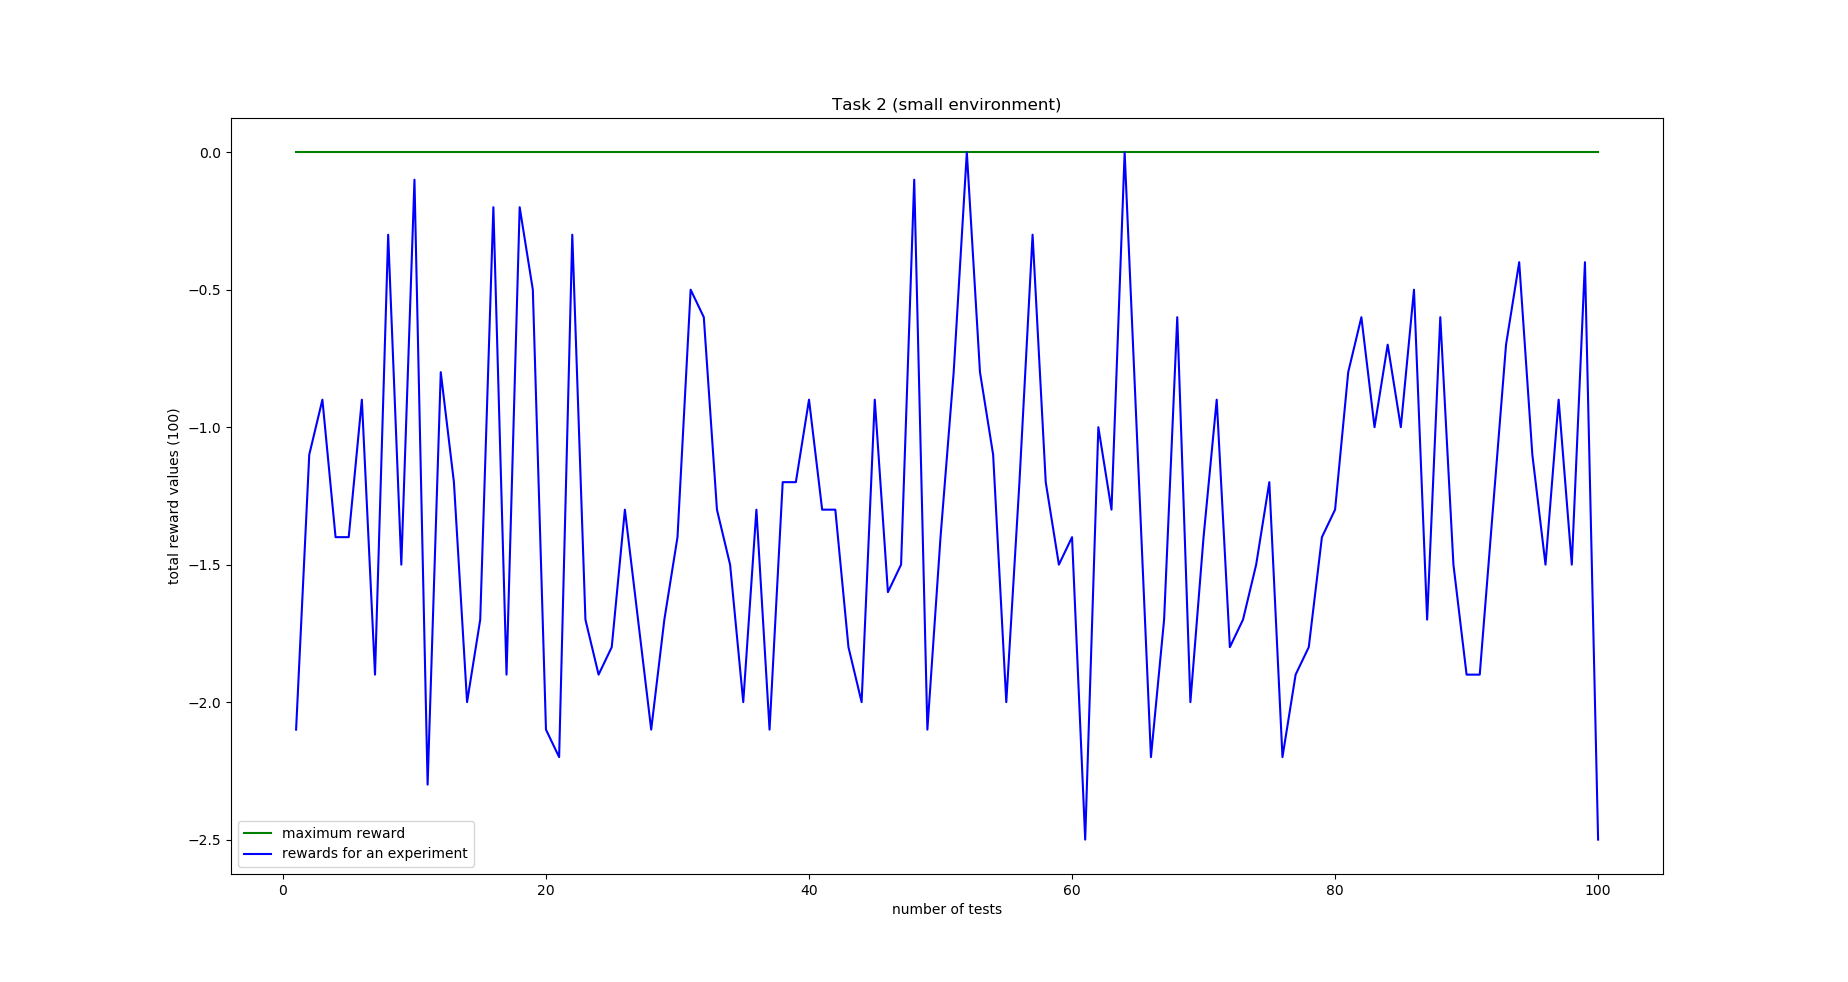 Task 2 (small environment)
total reward values (100)
0.0
−0.5
−1.0
−1.5
−2.0
−2.5
maximum reward
rewards for an experiment
0 20 40 60 80 100
number of tests